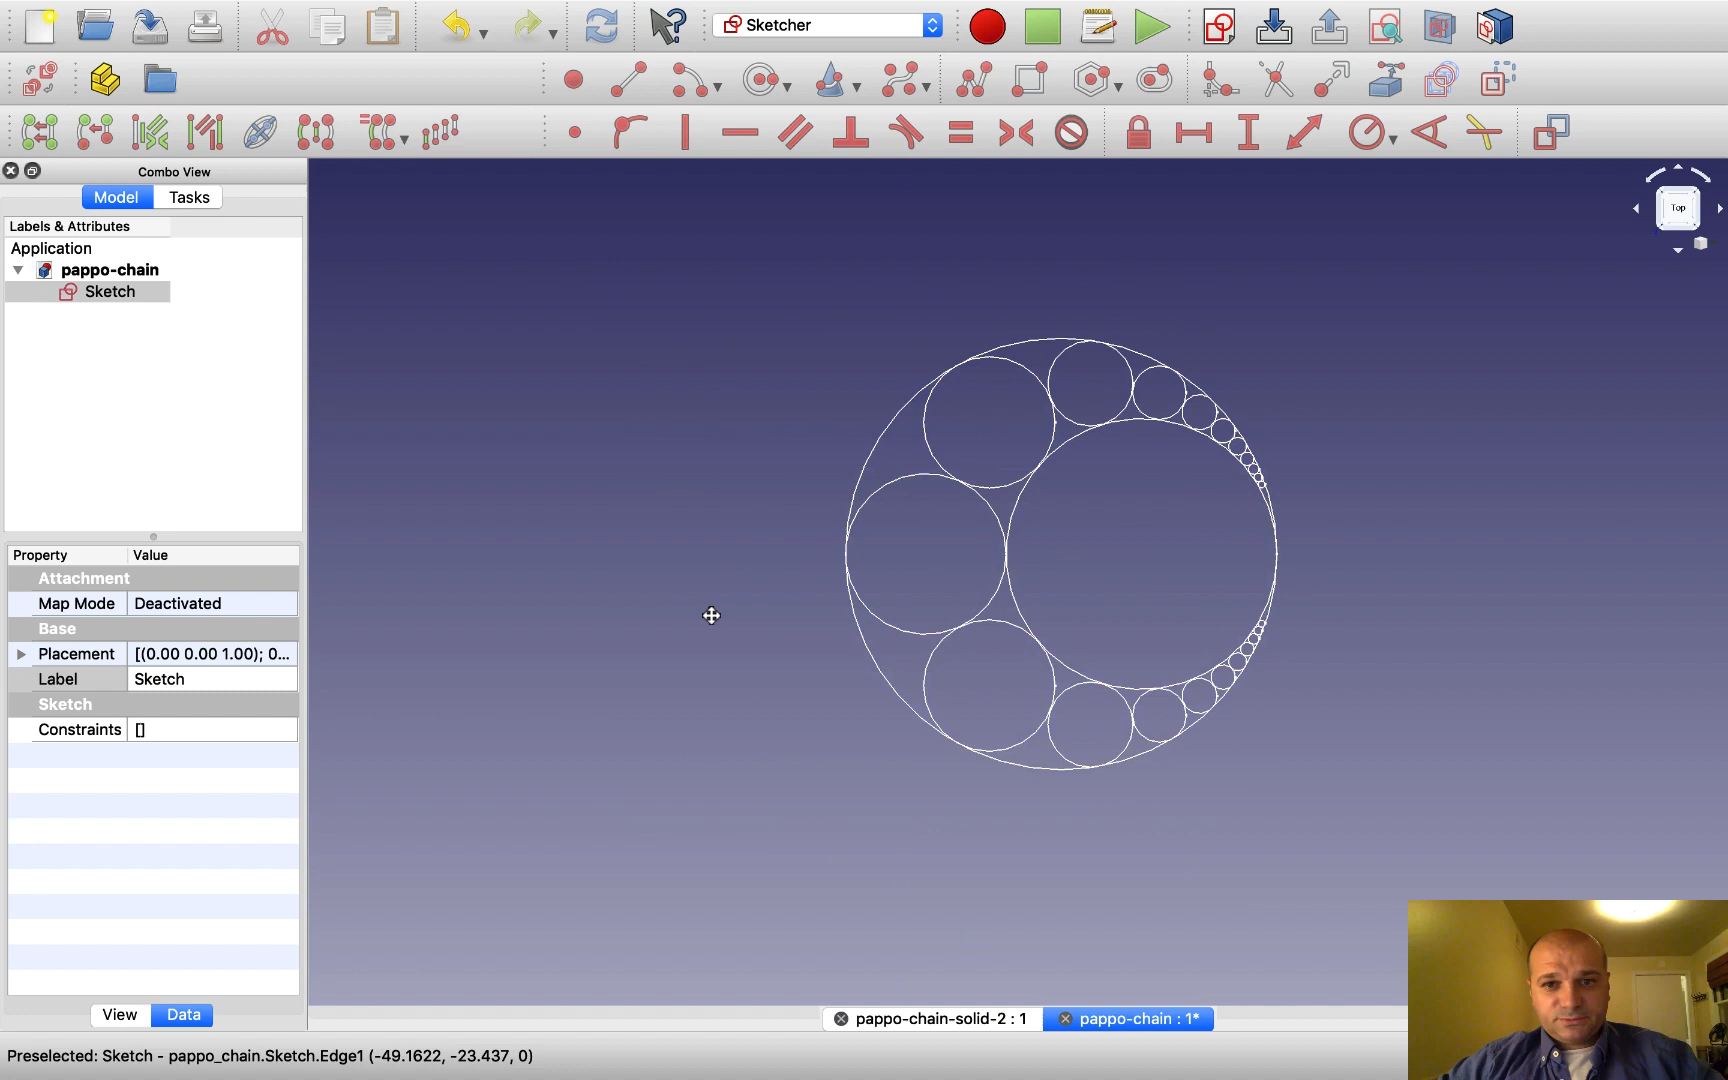 Sketcher
Combo View
Model
Tasks
Labels & Attributes
Application
pappo-chain
Sketch
Property Value
Attachment
Map Mode Deactivated
Base
Placement [(0.00 0.00 1.00); 0...
Label Sketch
Sketch
Constraints []
View
Data
Top
pappo-chain-solid-2 : 1
pappo-chain : 1*
Preselected: Sketch - pappo_chain.Sketch.Edge1 (-49.1622, -23.437, 0)